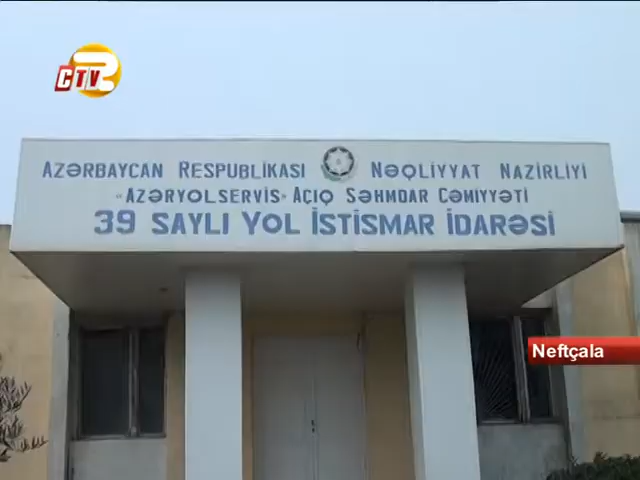 CTV
AZƏRBAYCAN RESPUBLİKASI NƏQLİYYAT NAZİRLİYİ
"AZƏRYOLSERVİS" AÇIQ SƏHMDAR CƏMİYYƏTİ
39 SAYLI YOL İSTİSMAR İDARƏSİ
Neftçala